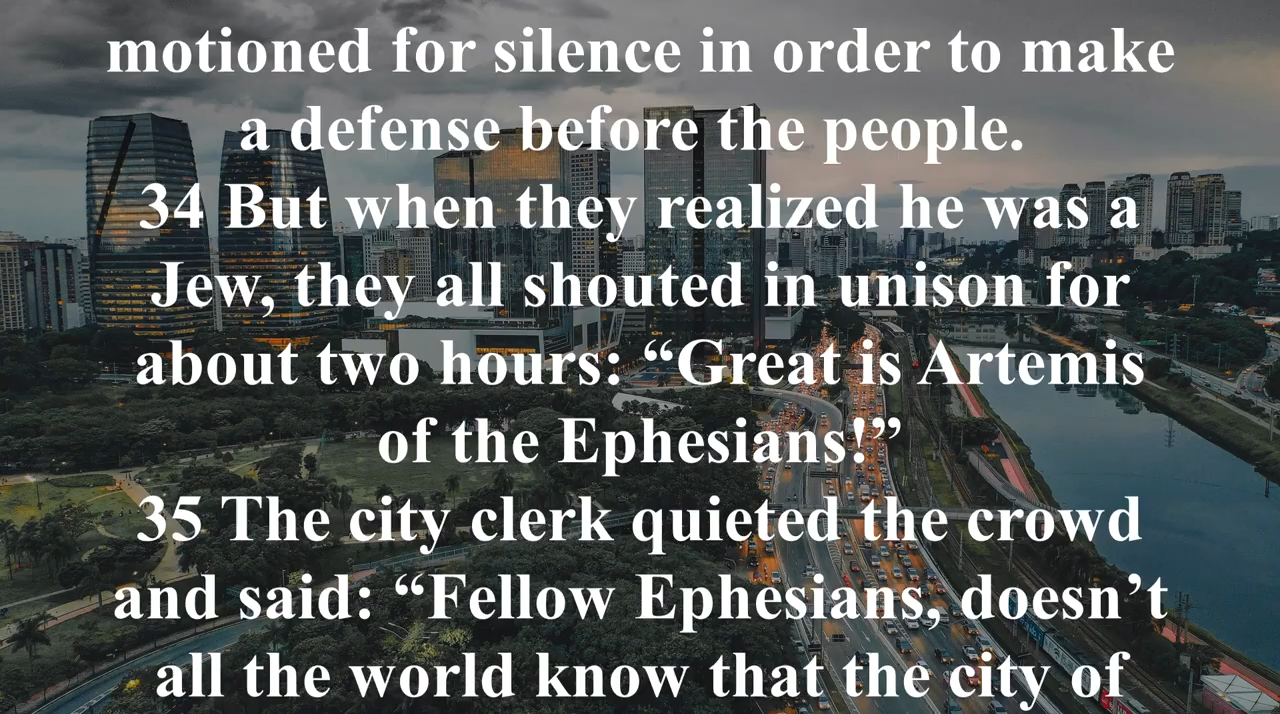 motioned for silence in order to make
a defense before the people.
34 But when they realized he was a
Jew, they all shouted in unison for
about two hours: “Great is Artemis
of the Ephesians!”
35 The city clerk quieted the crowd
and said: “Fellow Ephesians, doesn’t
all the world know that the city of